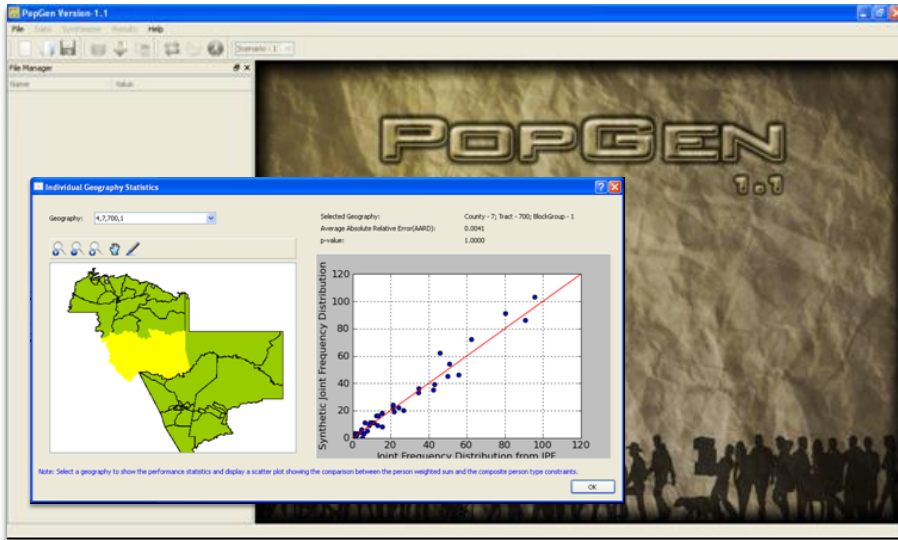 PopGen Version-1.1
File Data Synthesizer Results Help
Scenario - 1
File Manager
Name Value
POPGEN
1.1
Individual Geography Statistics
Geography: 4,7,700,1
Selected Geography: County - 7; Tract - 700; BlockGroup - 1
Average Absolute Relative Error(AARD): 0.0041
p-value: 1.0000
Synthetic Joint Frequency Distribution
120
100
80
60
40
20
0
0 20 40 60 80 100 120
Joint Frequency Distribution from IPF
Note: Select a geography to show the performance statistics and display a scatter plot showing the comparison between the person weighted sum and the composite person type constraints.
OK